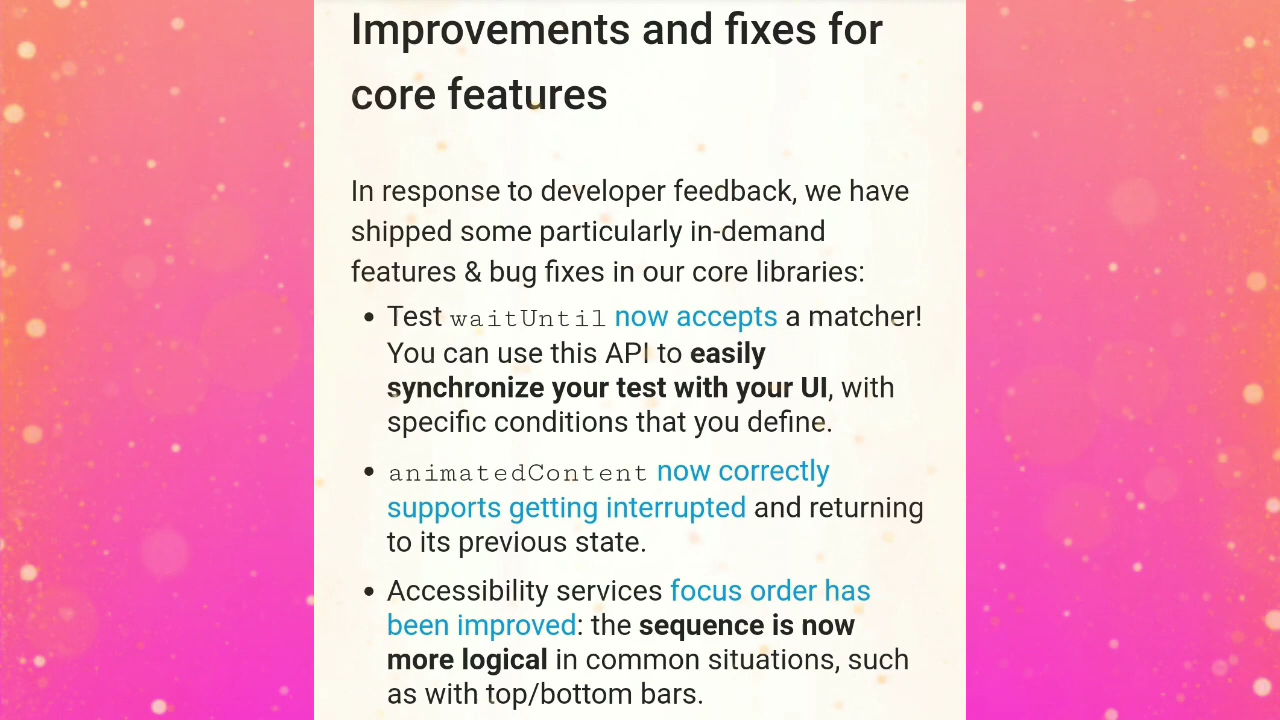 Improvements and fixes for
core features
In response to developer feedback, we have
shipped some particularly in-demand
features & bug fixes in our core libraries:
• Test waitUntil now accepts a matcher!
You can use this API to easily
synchronize your test with your UI, with
specific conditions that you define.
• animatedContent now correctly
supports getting interrupted and returning
to its previous state.
• Accessibility services focus order has
been improved: the sequence is now
more logical in common situations, such
as with top/bottom bars.